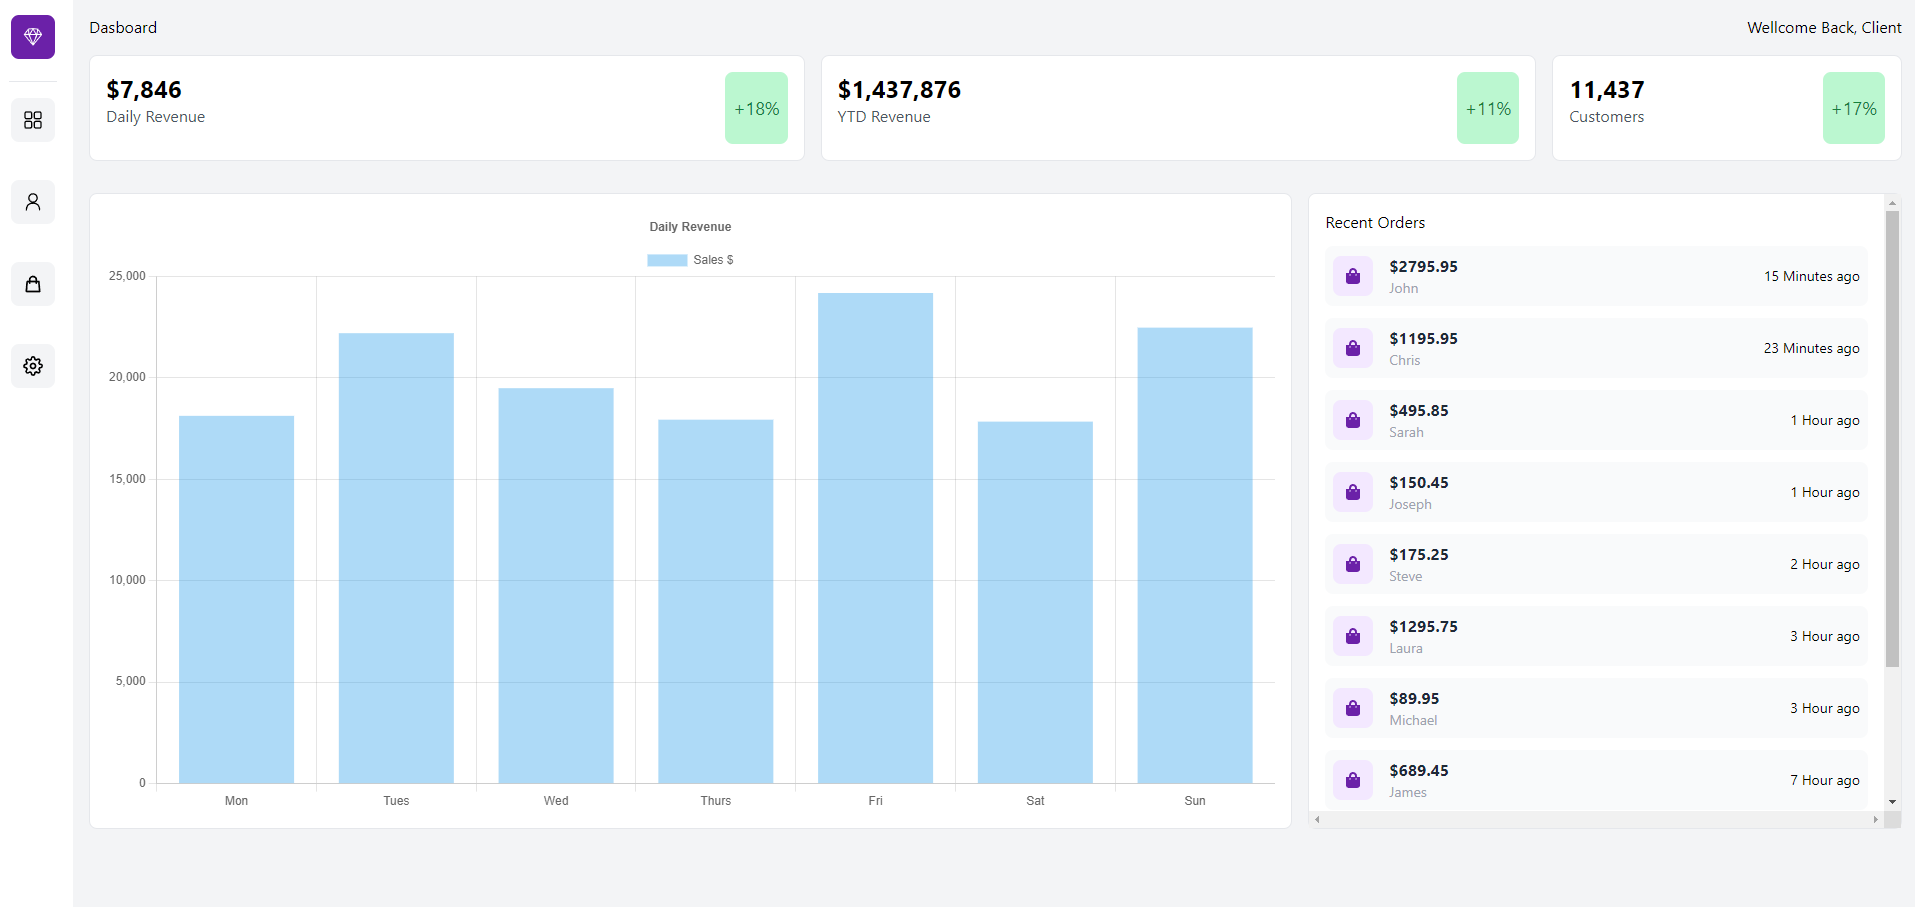 Dasboard
Wellcome Back, Client
$7,846
Daily Revenue
+18%
$1,437,876
YTD Revenue
+11%
11,437
Customers
+17%
Daily Revenue
Sales $
25,000
20,000
15,000
10,000
5,000
0
Mon Tues Wed Thurs Fri Sat Sun
Recent Orders
$2795.95
John
15 Minutes ago
$1195.95
Chris
23 Minutes ago
$495.85
Sarah
1 Hour ago
$150.45
Joseph
1 Hour ago
$175.25
Steve
2 Hour ago
$1295.75
Laura
3 Hour ago
$89.95
Michael
3 Hour ago
$689.45
James
7 Hour ago